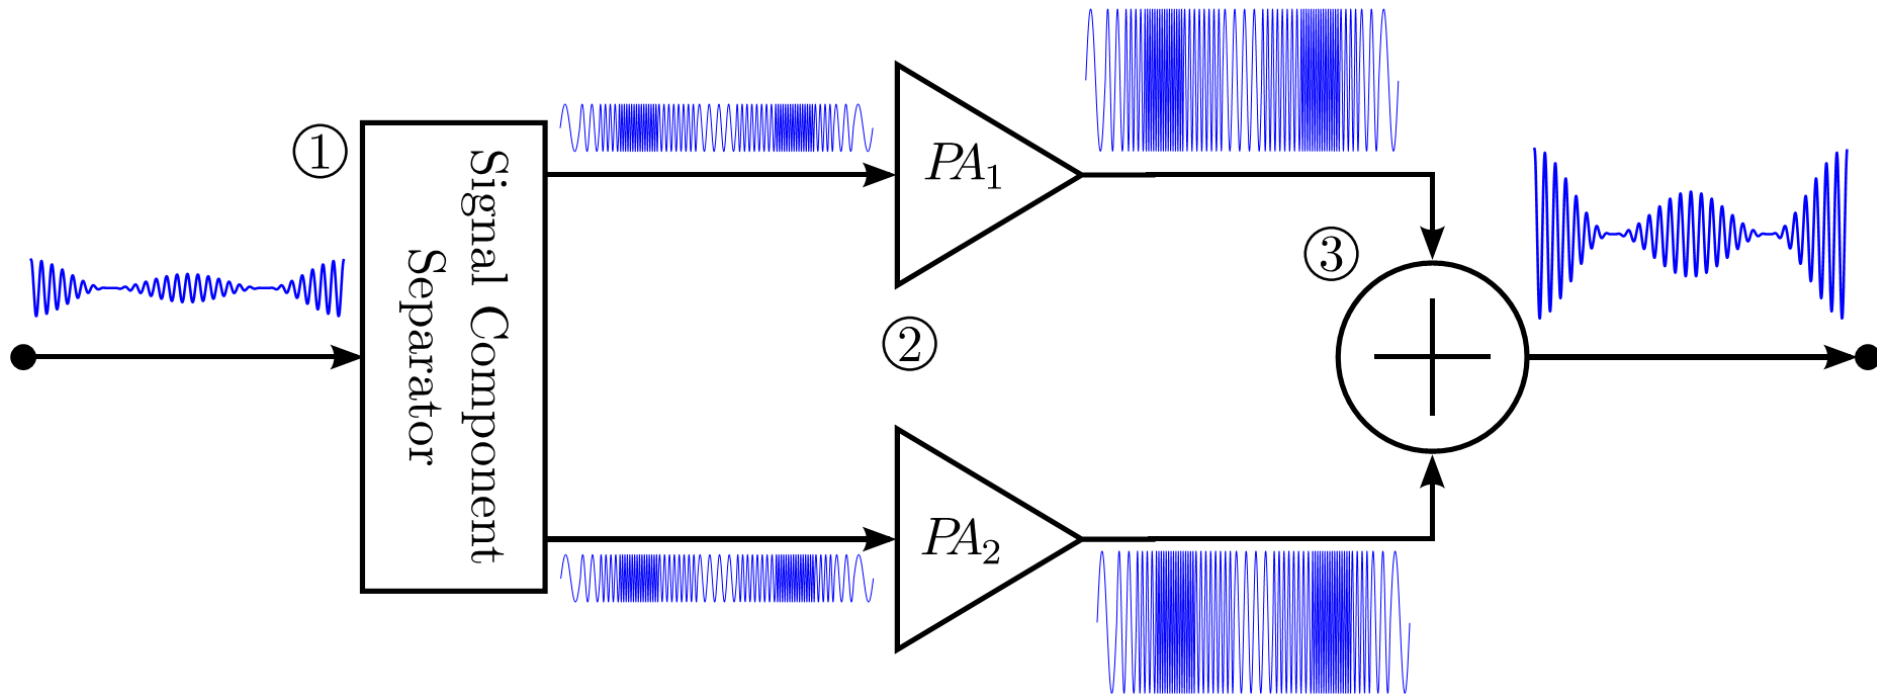 ①
Signal Component
Separator
PA₁
②
③
PA₂